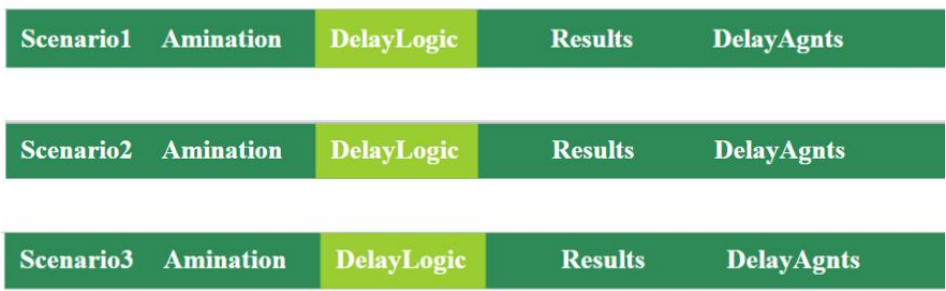 Scenario1 Amination DelayLogic Results DelayAgnts
Scenario2 Amination DelayLogic Results DelayAgnts
Scenario3 Amination DelayLogic Results DelayAgnts